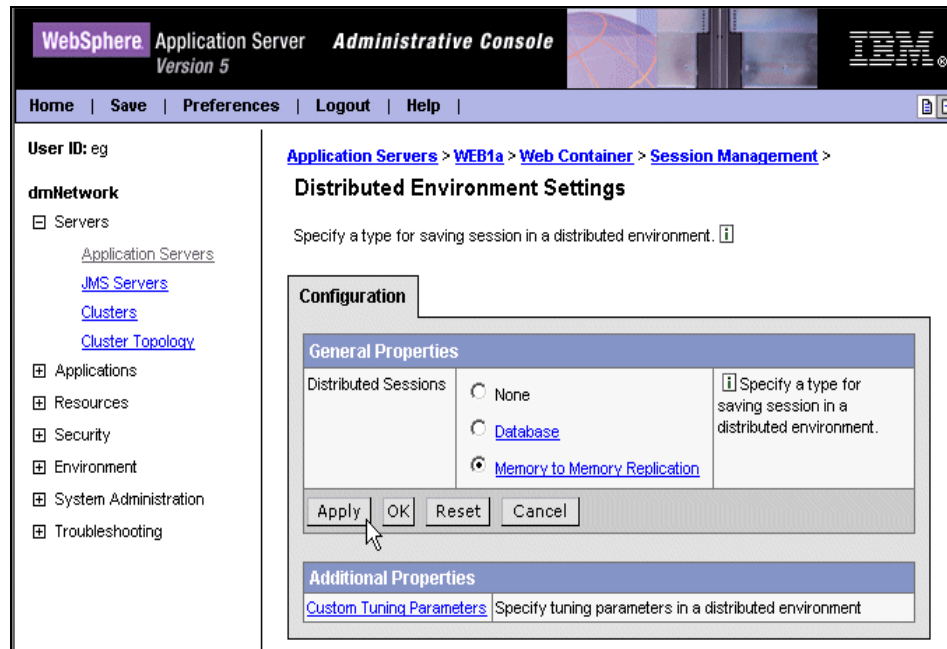 WebSphere Application Server Administrative Console
Version 5
IBM®
Home | Save | Preferences | Logout | Help |
User ID: eg
dmNetwork
Servers
Application Servers
JMS Servers
Clusters
Cluster Topology
Applications
Resources
Security
Environment
System Administration
Troubleshooting
Application Servers > WEB1a > Web Container > Session Management >
Distributed Environment Settings
Specify a type for saving session in a distributed environment. i
Configuration
General Properties
Distributed Sessions
None
Database
Memory to Memory Replication
i Specify a type for
saving session in a
distributed environment.
Apply OK Reset Cancel
Additional Properties
Custom Tuning Parameters Specify tuning parameters in a distributed environment